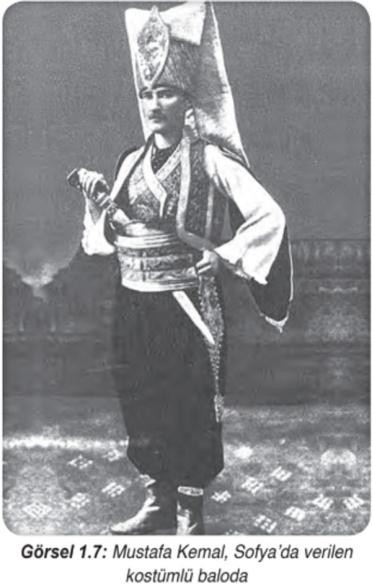 Görsel 1.7: Mustafa Kemal, Sofya’da verilen
kostümlü baloda